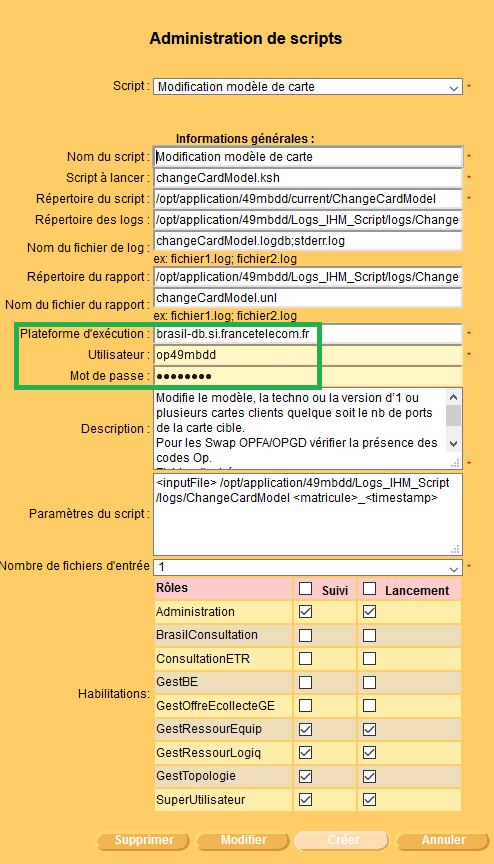 Administration de scripts
Script : Modification modèle de carte *
Informations générales :
Nom du script : Modification modèle de carte *
Script à lancer : changeCardModel.ksh *
Répertoire du script : /opt/application/49mbdd/current/ChangeCardModel *
Répertoire des logs : /opt/application/49mbdd/Logs_IHM_Script/logs/Change
Nom du fichier de log : changeCardModel.logdb;stderr.log
ex: fichier1.log; fichier2.log
Répertoire du rapport : /opt/application/49mbdd/Logs_IHM_Script/logs/Change
Nom du fichier du rapport : changeCardModel.unl
ex: fichier1.log; fichier2.log
Plateforme d'exécution : brasil-db.si.francetelecom.fr *
Utilisateur : op49mbdd *
Mot de passe : ●●●●●●●● *
Description :
Modifie le modèle, la techno ou la version d'1 ou
plusieurs cartes clients quelque soit le nb de ports
de la carte cible.
Pour les Swap OPFA/OPGD vérifier la présence des
codes Op.
*
Paramètres du script :
<inputFile> /opt/application/49mbdd/Logs_IHM_Script
/logs/ChangeCardModel <matricule>_<timestamp>
Nombre de fichiers d'entrée 1 *
Habilitations:
Rôles Suivi Lancement
Administration
BrasilConsultation
ConsultationETR
GestBE
GestOffreEcollecteGE
GestRessourEquip
GestRessourLogiq
GestTopologie
SuperUtilisateur
Supprimer Modifier Créer Annuler